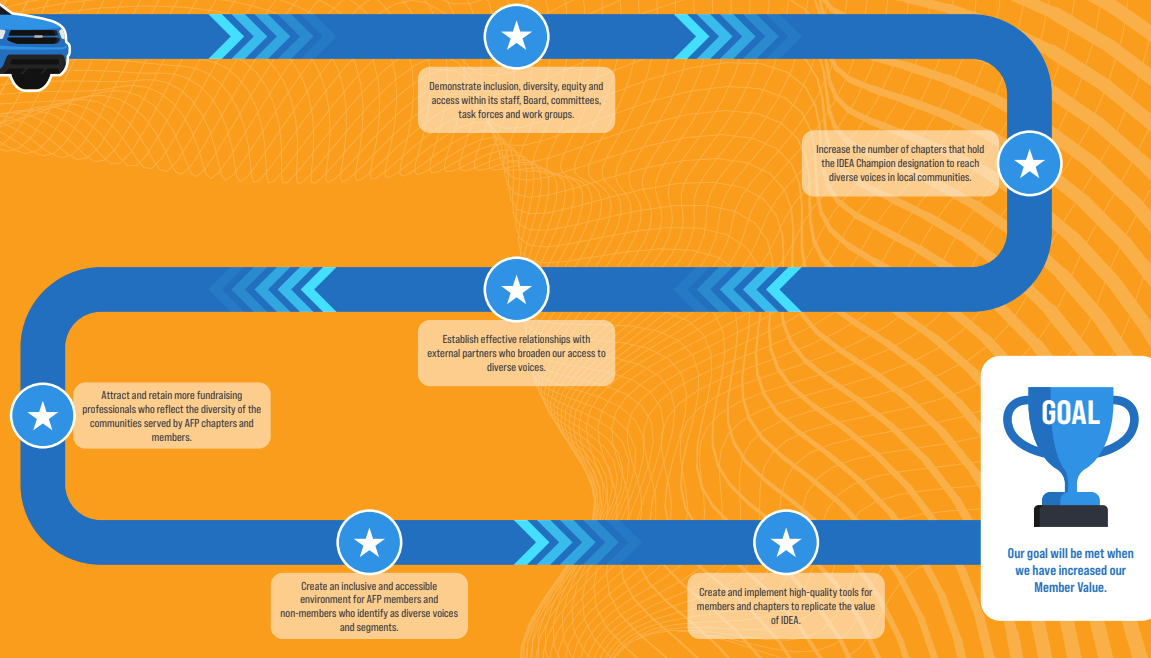 Demonstrate inclusion, diversity, equity and
access within its staff, Board, committees,
task forces and work groups.
Increase the number of chapters that hold
the IDEA Champion designation to reach
diverse voices in local communities.
Establish effective relationships with
external partners who broaden our access to
diverse voices.
Attract and retain more fundraising
professionals who reflect the diversity of the
communities served by AFP chapters and
members.
Create an inclusive and accessible
environment for AFP members and
non-members who identify as diverse voices
and segments.
Create and implement high-quality tools for
members and chapters to replicate the value
of IDEA.
GOAL
Our goal will be met when
we have increased our
Member Value.